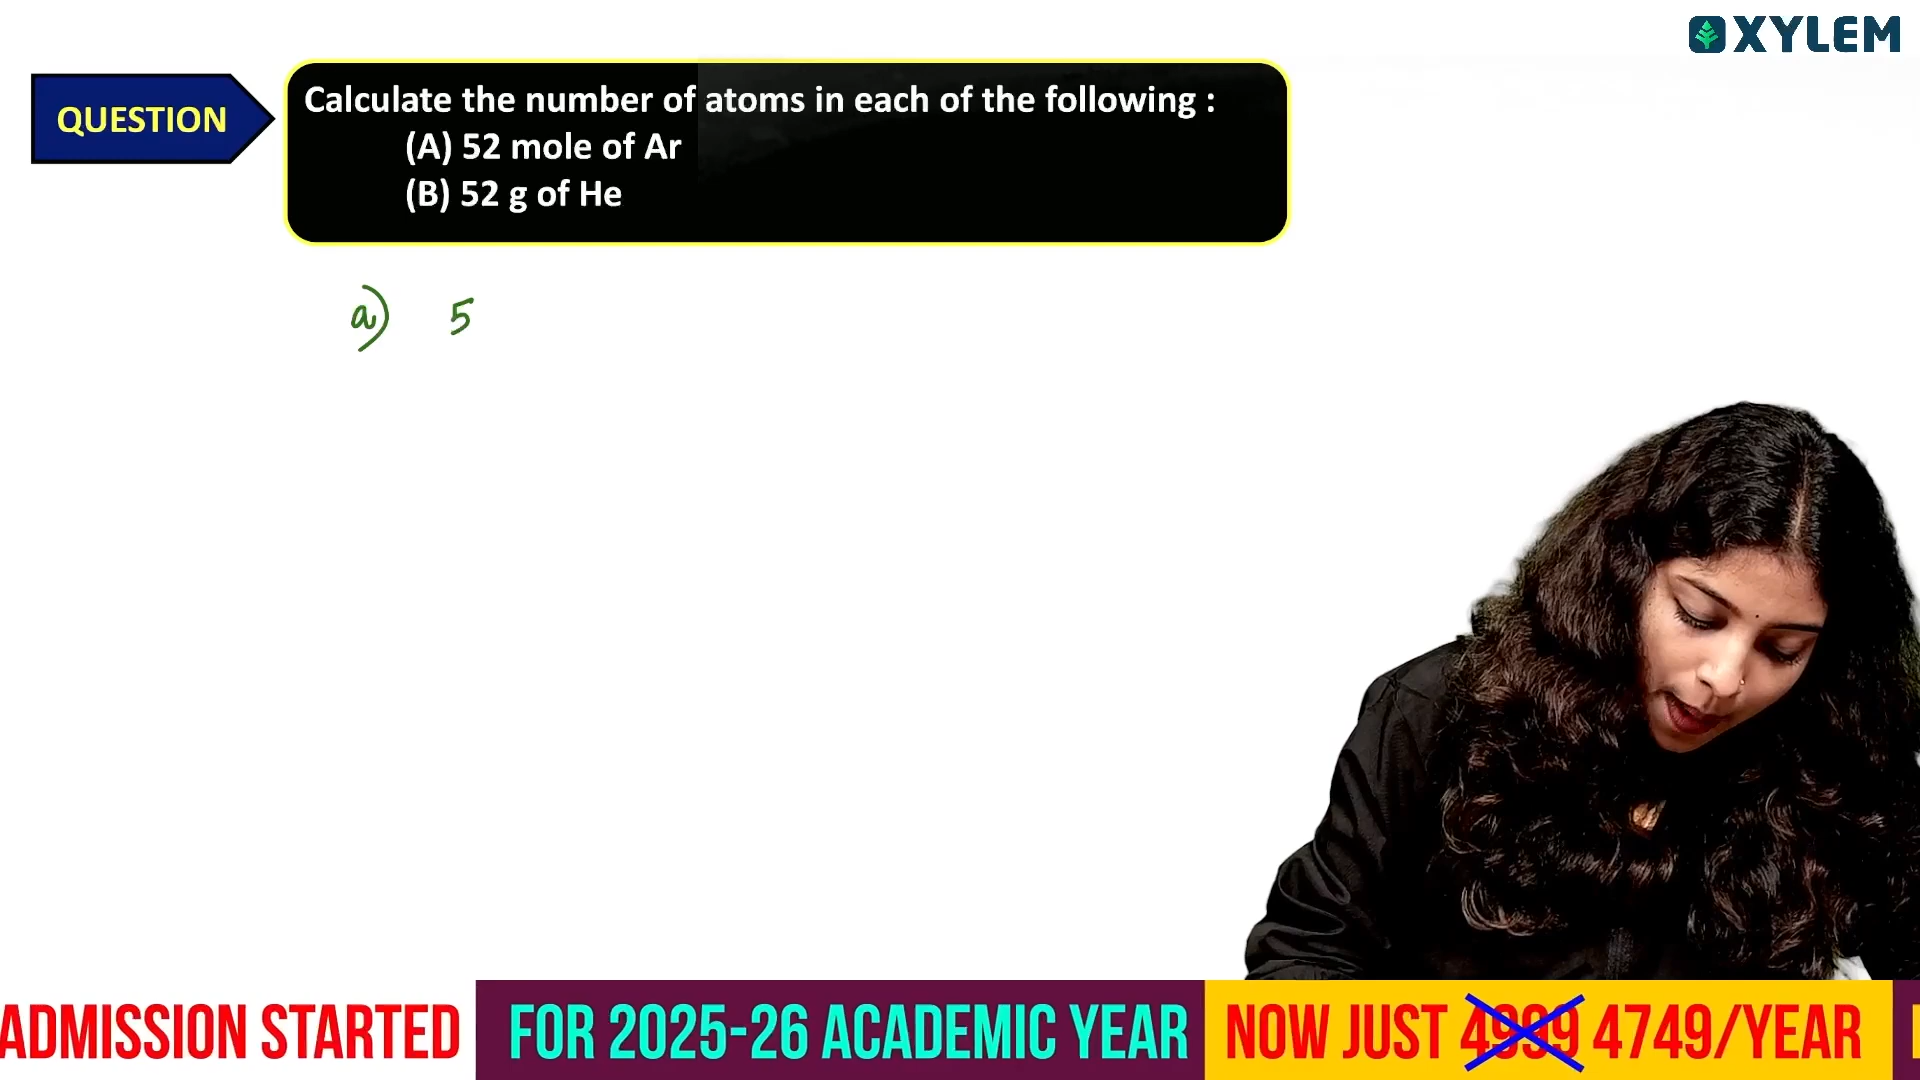 XYLEM
QUESTION
Calculate the number of atoms in each of the following :
(A) 52 mole of Ar
(B) 52 g of He
a) 5
ADMISSION STARTED
FOR 2025-26 ACADEMIC YEAR
NOW JUST 4999 4749/YEAR